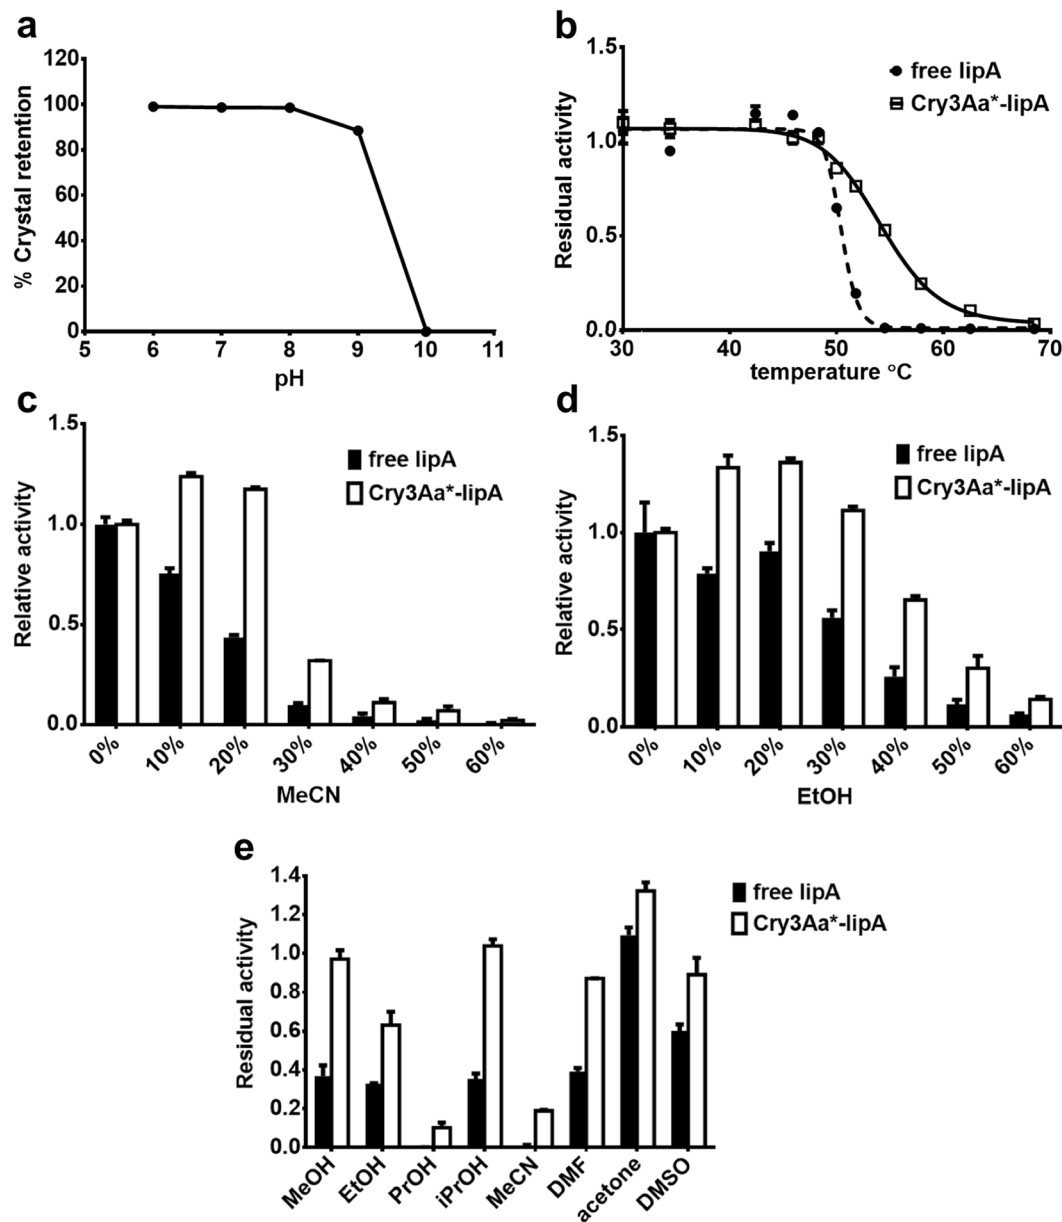 a
% Crystal retention
120
100
80
60
40
20
0
5 6 7 8 9 10 11
pH
b
Residual activity
1.5
1.0
0.5
0.0
30 40 50 60 70
temperature °C
free lipA
Cry3Aa*-lipA
c
Relative activity
1.5
1.0
0.5
0.0
0% 10% 20% 30% 40% 50% 60%
MeCN
free lipA
Cry3Aa*-lipA
d
Relative activity
1.5
1.0
0.5
0.0
0% 10% 20% 30% 40% 50% 60%
EtOH
free lipA
Cry3Aa*-lipA
e
Residual activity
1.4
1.2
1.0
0.8
0.6
0.4
0.2
0.0
MeOH EtOH PrOH iPrOH MeCN DMF acetone DMSO
free lipA
Cry3Aa*-lipA